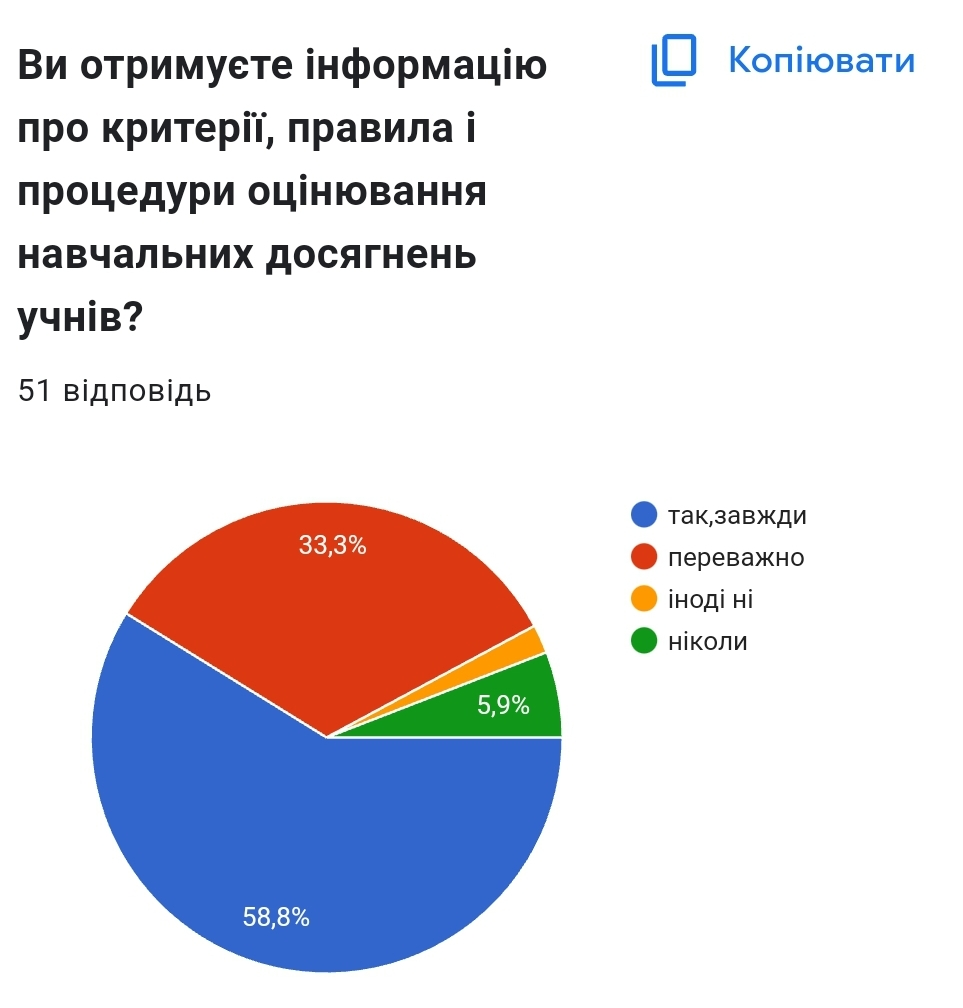 Ви отримуєте інформацію
про критерії, правила і
процедури оцінювання
навчальних досягнень
учнів?
Копіювати
51 відповідь
33,3%
5,9%
58,8%
так,завжди
переважно
іноді ні
ніколи